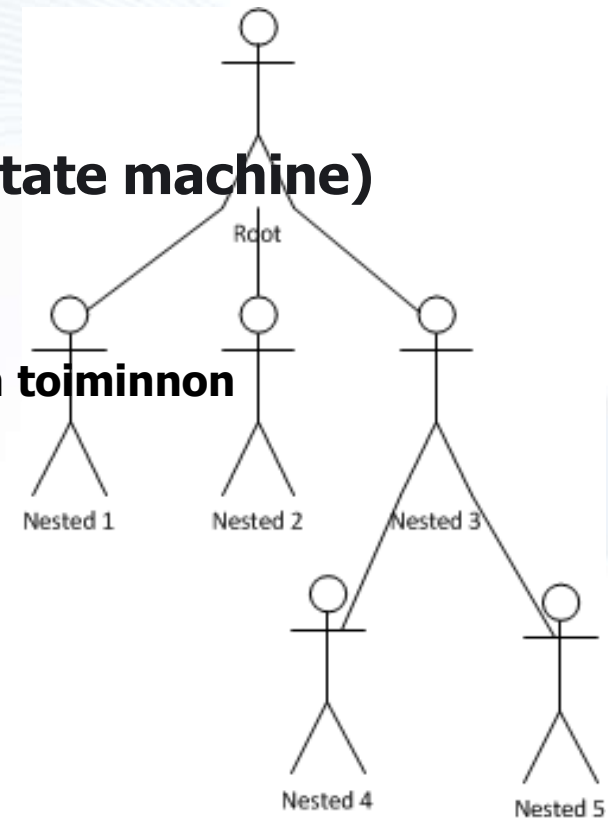 tate machine)
Root
toiminnon
Nested 1
Nested 2
Nested 3
Nested 4
Nested 5